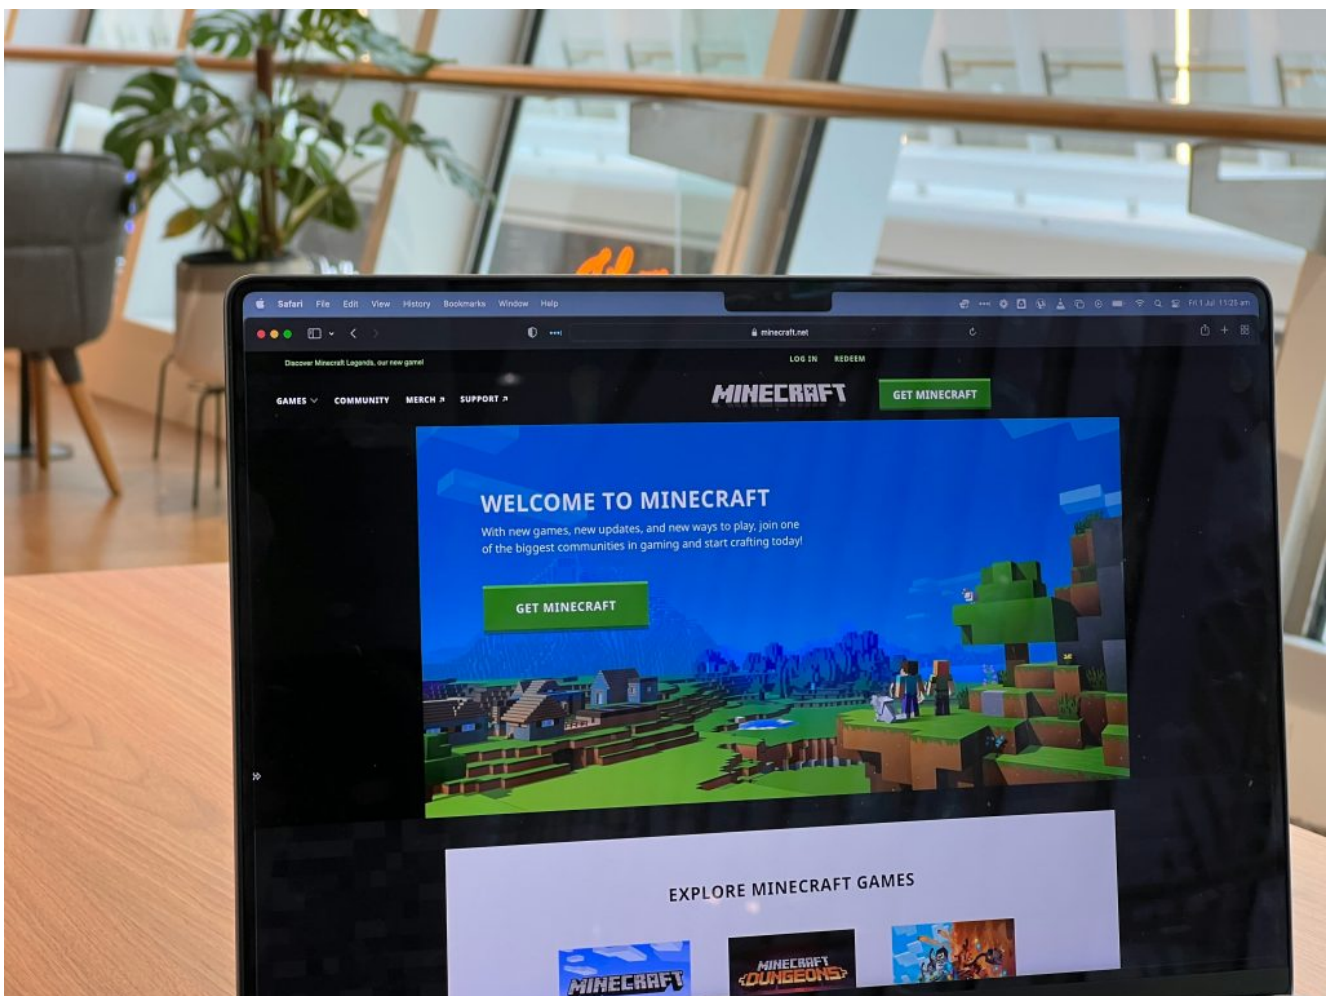 Safari File Edit View History Bookmarks Window Help
Fri 1 Jul 11:25 am
minecraft.net
Discover Minecraft Legends, our new game!
LOG IN REDEEM
GAMES COMMUNITY MERCH SUPPORT
MINECRAFT
GET MINECRAFT
WELCOME TO MINECRAFT
With new games, new updates, and new ways to play, join one
of the biggest communities in gaming and start crafting today!
GET MINECRAFT
EXPLORE MINECRAFT GAMES
MINECRAFT
MINECRAFT
DUNGEONS